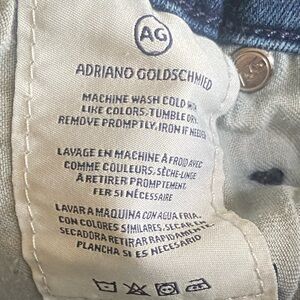 AG
ADRIANO GOLDSCHMIED
MACHINE WASH COLD WITH
LIKE COLORS. TUMBLE DRY.
REMOVE PROMPTLY. IRON IF NEEDED
LAVAGE EN MACHINE À FROID AVEC
COMME COULEURS. SÈCHE-LINGE
À RETIRER PROMPTEMENT.
FER SI NÉCESSAIRE
LAVAR A MAQUINA CON AGUA FRIA.
CON COLORES SIMILARES. SECAR EN
SECADORA RETIRAR RAPIDAMENTE.
PLANCHA SI ES NECESARIO